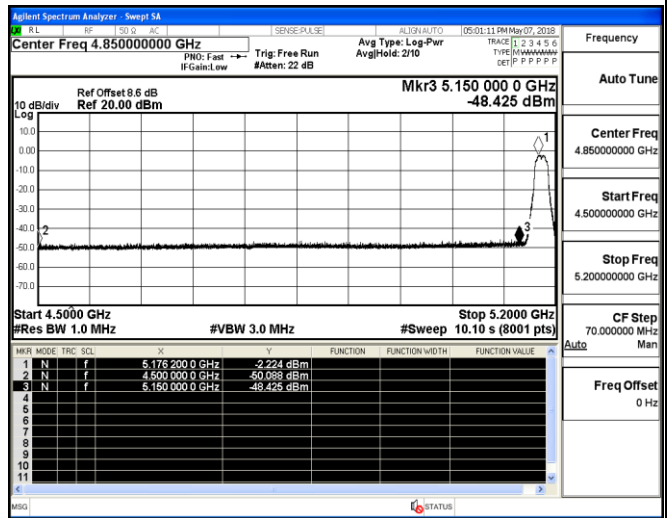 Agilent Spectrum Analyzer - Swept SA
RL RF 50 Ω AC SENSE:PULSE ALIGN AUTO 05:01:11 PM May 07, 2018
Center Freq 4.850000000 GHz
PNO: Fast
IFGain:Low
Trig: Free Run
#Atten: 22 dB
Avg Type: Log-Pwr
Avg|Hold: 2/10
TRACE 1 2 3 4 5 6
TYPE MWWWWW
DET P P P P P P
Frequency
Mkr3 5.150 000 0 GHz
-48.425 dBm
Ref Offset 8.6 dB
10 dB/div Ref 20.00 dBm
Log
10.0
0.00
-10.0
-20.0
-30.0
-40.0
-50.0
-60.0
-70.0
1
2
3
Start 4.5000 GHz Stop 5.2000 GHz
#Res BW 1.0 MHz #VBW 3.0 MHz #Sweep 10.10 s (8001 pts)
MKR MODE TRC SCL X Y FUNCTION FUNCTION WIDTH FUNCTION VALUE
1 N f 5.176 200 0 GHz -2.224 dBm
2 N f 4.500 000 0 GHz -50.088 dBm
3 N f 5.150 000 0 GHz -48.425 dBm
4
5
6
7
8
9
10
11
MSG STATUS
Auto Tune
Center Freq
4.850000000 GHz
Start Freq
4.500000000 GHz
Stop Freq
5.200000000 GHz
CF Step
70.000000 MHz
Auto Man
Freq Offset
0 Hz